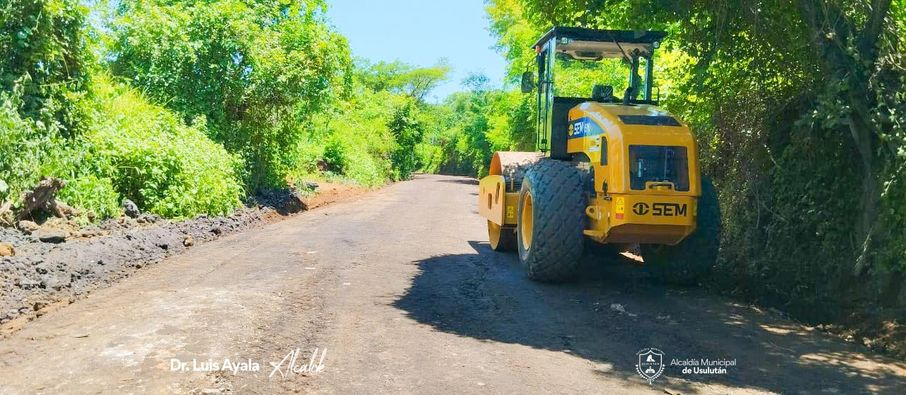 SEM
SEM
Dr. Luis Ayala
Alcalde
Alcaldía Municipal
de Usulután